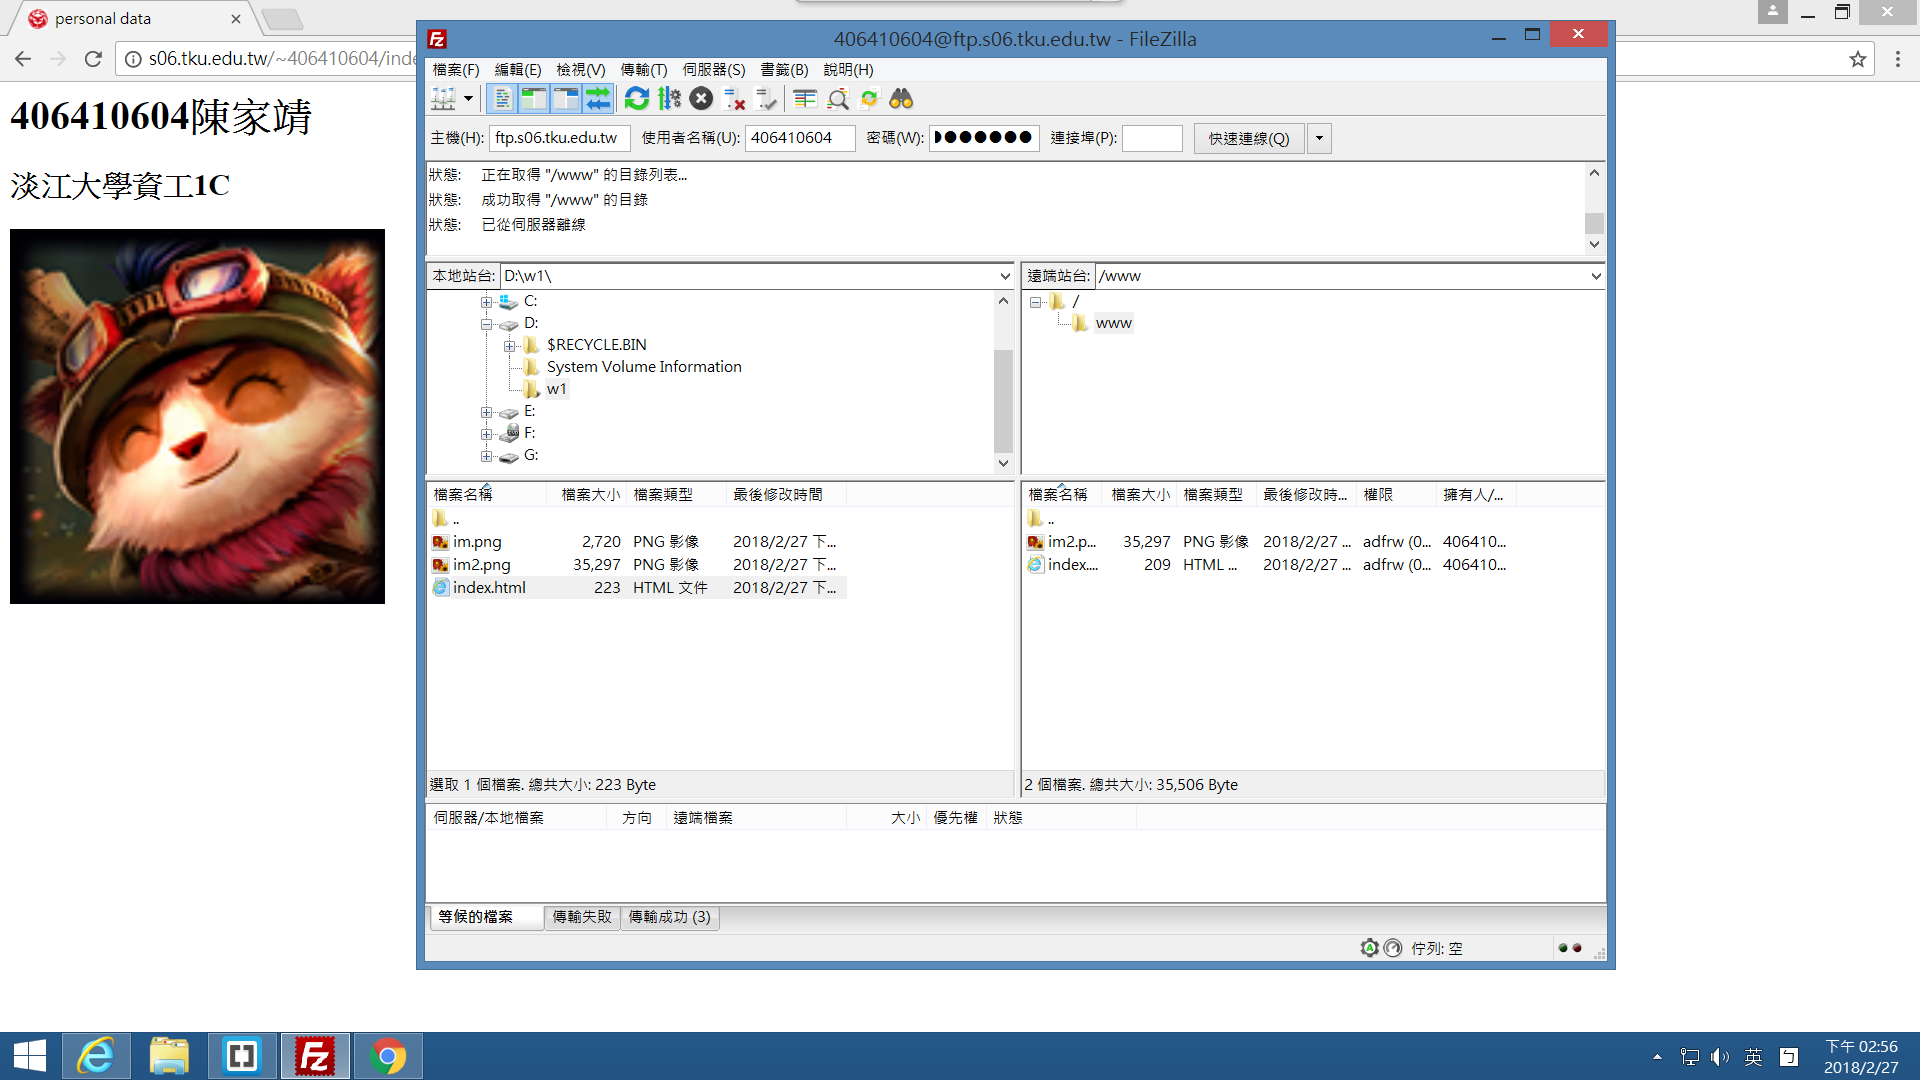 personal data
s06.tku.edu.tw/~406410604/inde
406410604陳家靖
淡江大學資工1C
406410604@ftp.s06.tku.edu.tw - FileZilla
檔案(F) 編輯(E) 檢視(V) 傳輸(T) 伺服器(S) 書籤(B) 說明(H)
主機(H): ftp.s06.tku.edu.tw 使用者名稱(U): 406410604 密碼(W): ●●●●●●●● 連接埠(P): 快速連線(Q)
狀態: 正在取得 "/www" 的目錄列表...
狀態: 成功取得 "/www" 的目錄
狀態: 已從伺服器離線
本地站台: D:\w1\
C:
D:
$RECYCLE.BIN
System Volume Information
w1
E:
F:
G:
遠端站台: /www
/
www
檔案名稱 檔案大小 檔案類型 最後修改時間
..
im.png 2,720 PNG 影像 2018/2/27 下...
im2.png 35,297 PNG 影像 2018/2/27 下...
index.html 223 HTML 文件 2018/2/27 下...
選取 1 個檔案. 總共大小: 223 Byte
檔案名稱 檔案大小 檔案類型 最後修改時... 權限 擁有人/...
..
im2.p... 35,297 PNG 影像 2018/2/27 ... adfrw (0... 406410...
index.... 209 HTML ... 2018/2/27 ... adfrw (0... 406410...
2 個檔案. 總共大小: 35,506 Byte
伺服器/本地檔案 方向 遠端檔案 大小 優先權 狀態
等候的檔案 傳輸失敗 傳輸成功 (3)
佇列: 空
英 ㄅ
下午 02:56
2018/2/27